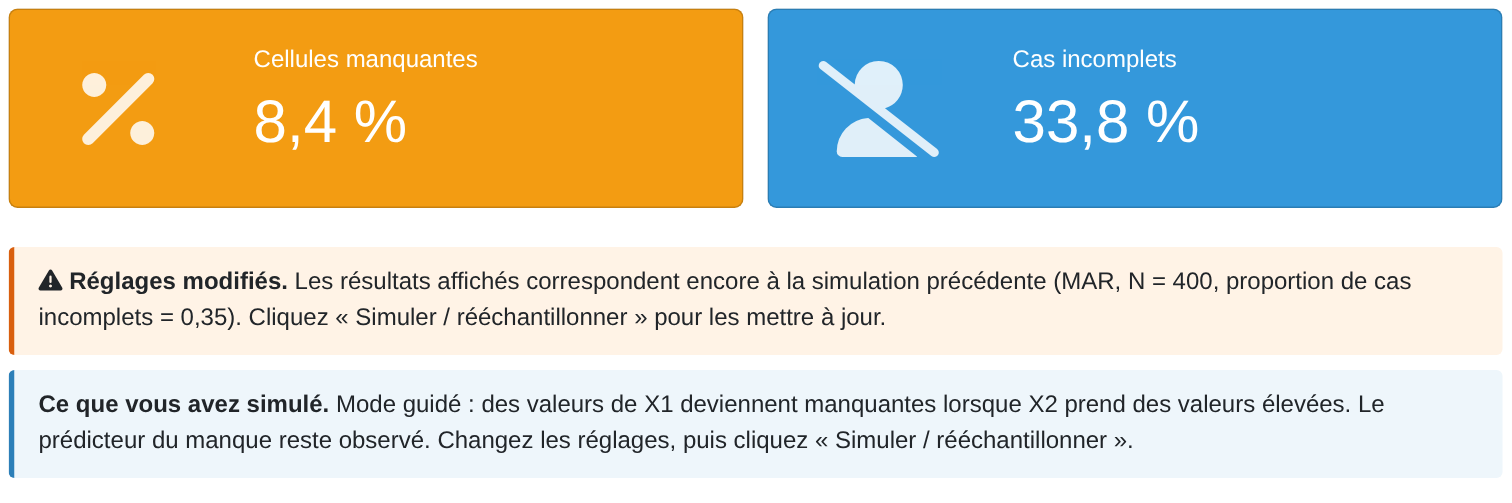 Cellules manquantes
8,4 %
Cas incomplets
33,8 %
Réglages modifiés. Les résultats affichés correspondent encore à la simulation précédente (MAR, N = 400, proportion de cas
incomplets = 0,35). Cliquez « Simuler / rééchantillonner » pour les mettre à jour.
Ce que vous avez simulé. Mode guidé : des valeurs de X1 deviennent manquantes lorsque X2 prend des valeurs élevées. Le
prédicteur du manque reste observé. Changez les réglages, puis cliquez « Simuler / rééchantillonner ».